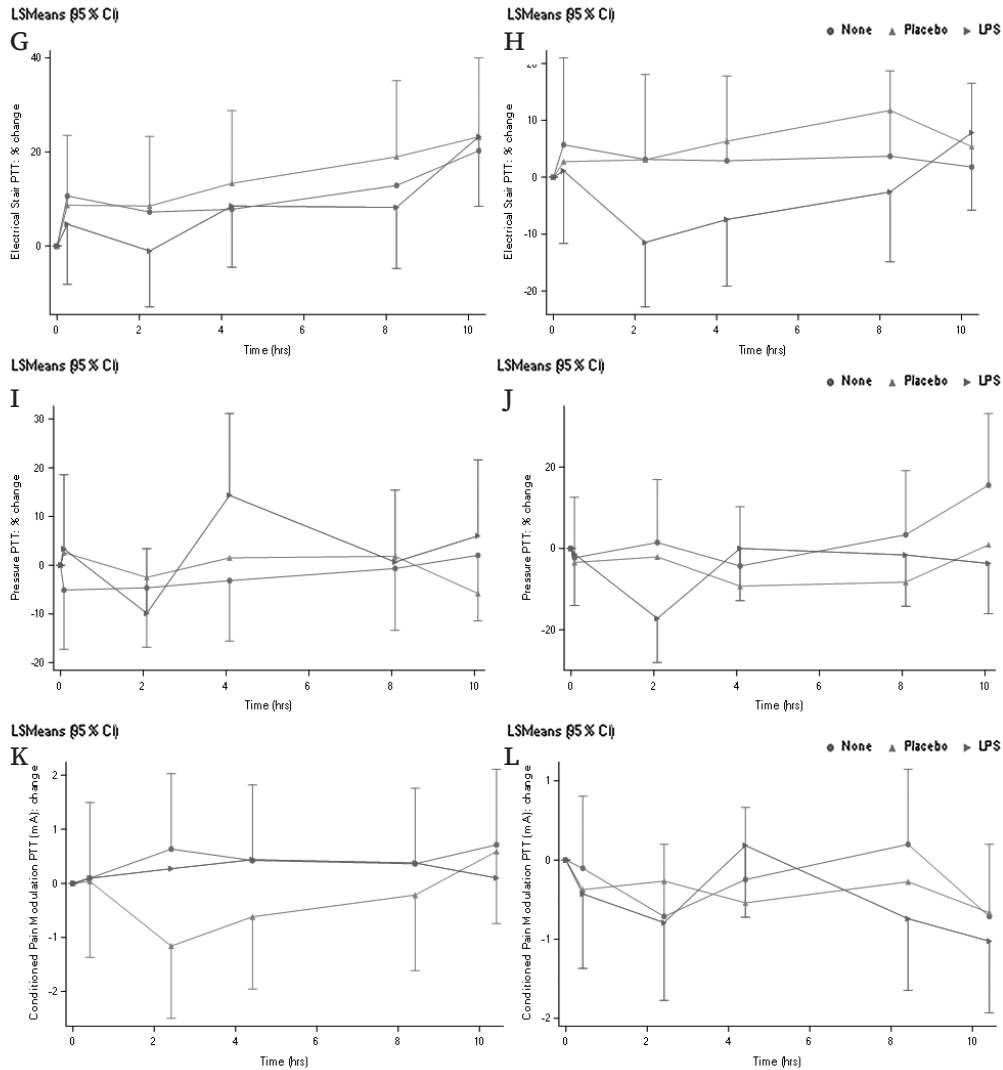 LSMeans (95 % CI)
G
Electrical Stair PTT: % change
40
20
0
0 2 4 6 8 10
Time (hrs)
LSMeans (95 % CI)
H
None Placebo LPS
Electrical Stair PTT: % change
20
10
0
-10
-20
0 2 4 6 8 10
Time (hrs)
LSMeans (95 % CI)
I
Pressure PTT: % change
30
20
10
0
-10
-20
0 2 4 6 8 10
Time (hrs)
LSMeans (95 % CI)
J
None Placebo LPS
Pressure PTT: % change
20
0
-20
0 2 4 6 8 10
Time (hrs)
LSMeans (95 % CI)
K
Conditioned Pain Modulation PTT (mA): change
2
1
0
-1
-2
0 2 4 6 8 10
Time (hrs)
LSMeans (95 % CI)
L
None Placebo LPS
Conditioned Pain Modulation PTT (mA): change
1
0
-1
-2
0 2 4 6 8 10
Time (hrs)